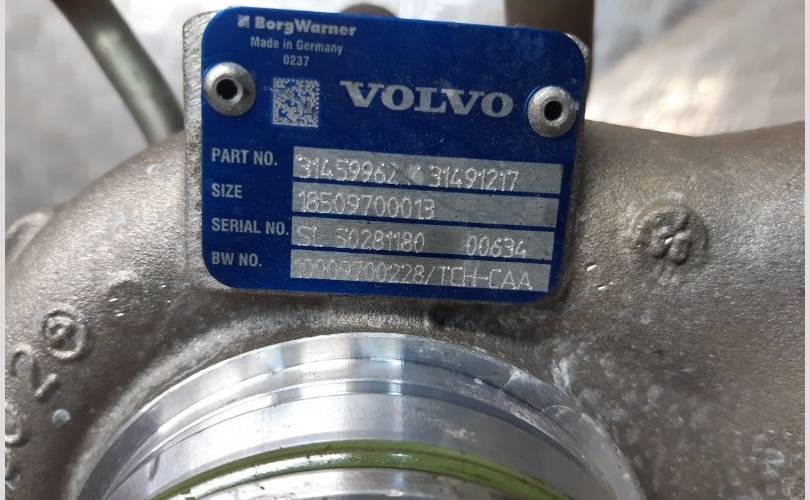 BorgWarner
Made in Germany
0237
VOLVO
PART NO. 31459962 / 31491217
SIZE 18509700013
SERIAL NO. SL S0281180 00634
BW NO. 10009700228/TCH-CAA